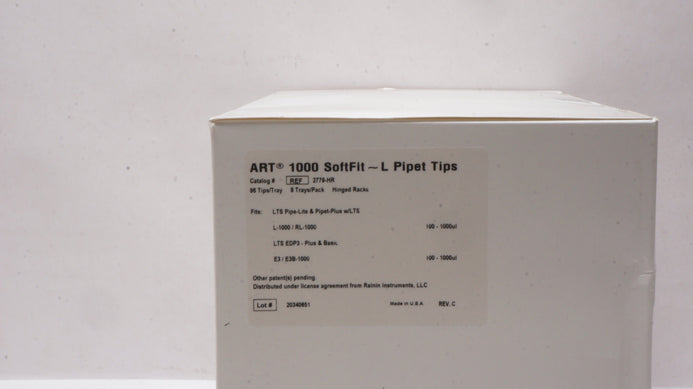 ART® 1000 SoftFit ~ L Pipet Tips
Catalog # REF 2778-HR
96 Tips/Tray 8 Trays/Pack Hinged Racks
Fits: LTS Pipe-Lite & Pipet-Plus w/LTS
L-1000 / RL-1000 100 - 1000ul
LTS EDP3 - Plus & Basic
E3 / E3B-1000 100 - 1000ul
Other patent(s) pending.
Distributed under license agreement from Rainin Instruments, LLC
Lot # 20340651 Made in U.S.A. REV. C